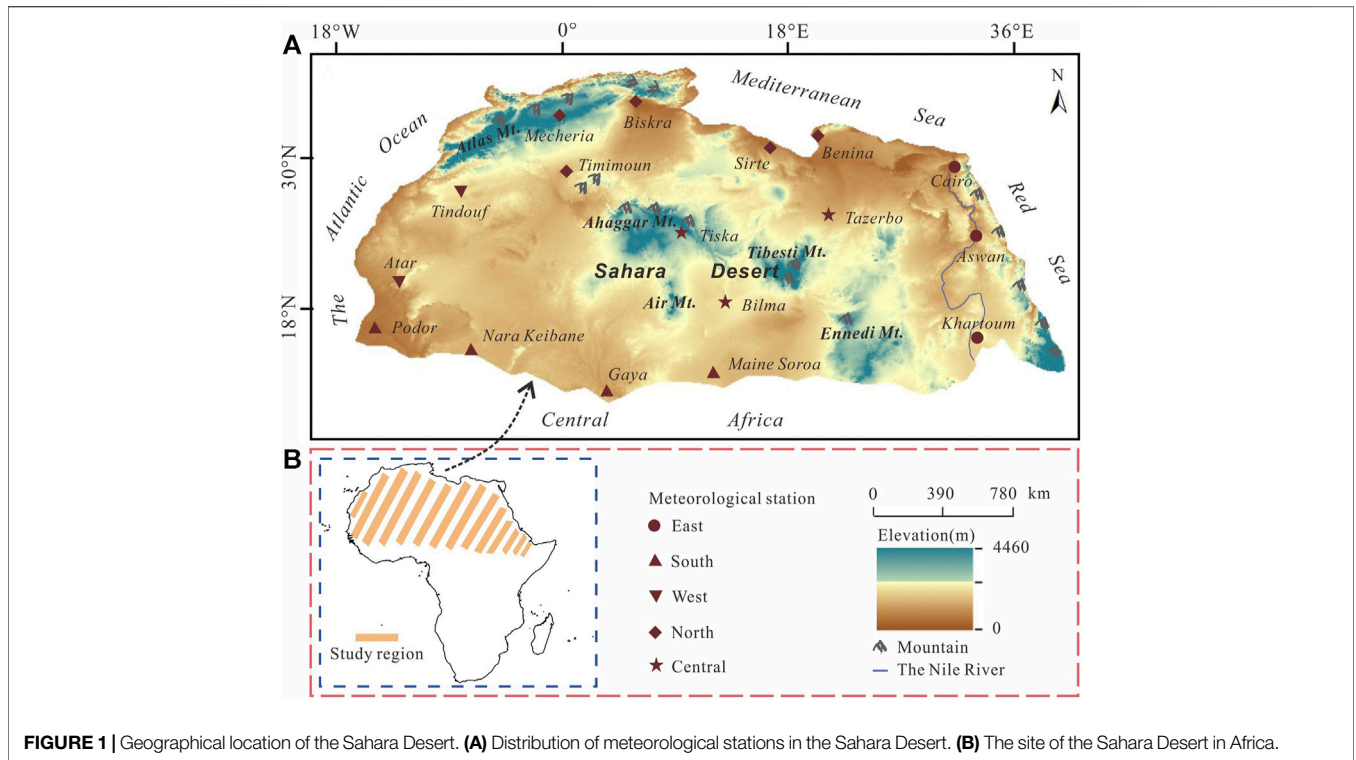 18°W 0° 18°E 36°E
A
N
Mediterranean
Sea
Ocean
Atlantic
The
30°N
18°N
Atlas Mt.
Mecheria
Biskra
Timimoun
Sirte
Benina
Cairo
Red
Sea
Tindouf
Ahaggar Mt.
Tiska
Tazerbo
Aswan
Atar
Sahara Desert
Tibesti Mt.
Air Mt.
Bilma
Khartoum
Podor
Nara Keibane
Ennedi Mt.
Gaya
Maine Soroa
Central Africa
B
Study region
Meteorological station
East
South
West
North
Central
0 390 780 km
Elevation(m)
4460
0
Mountain
The Nile River
FIGURE 1 | Geographical location of the Sahara Desert. (A) Distribution of meteorological stations in the Sahara Desert. (B) The site of the Sahara Desert in Africa.